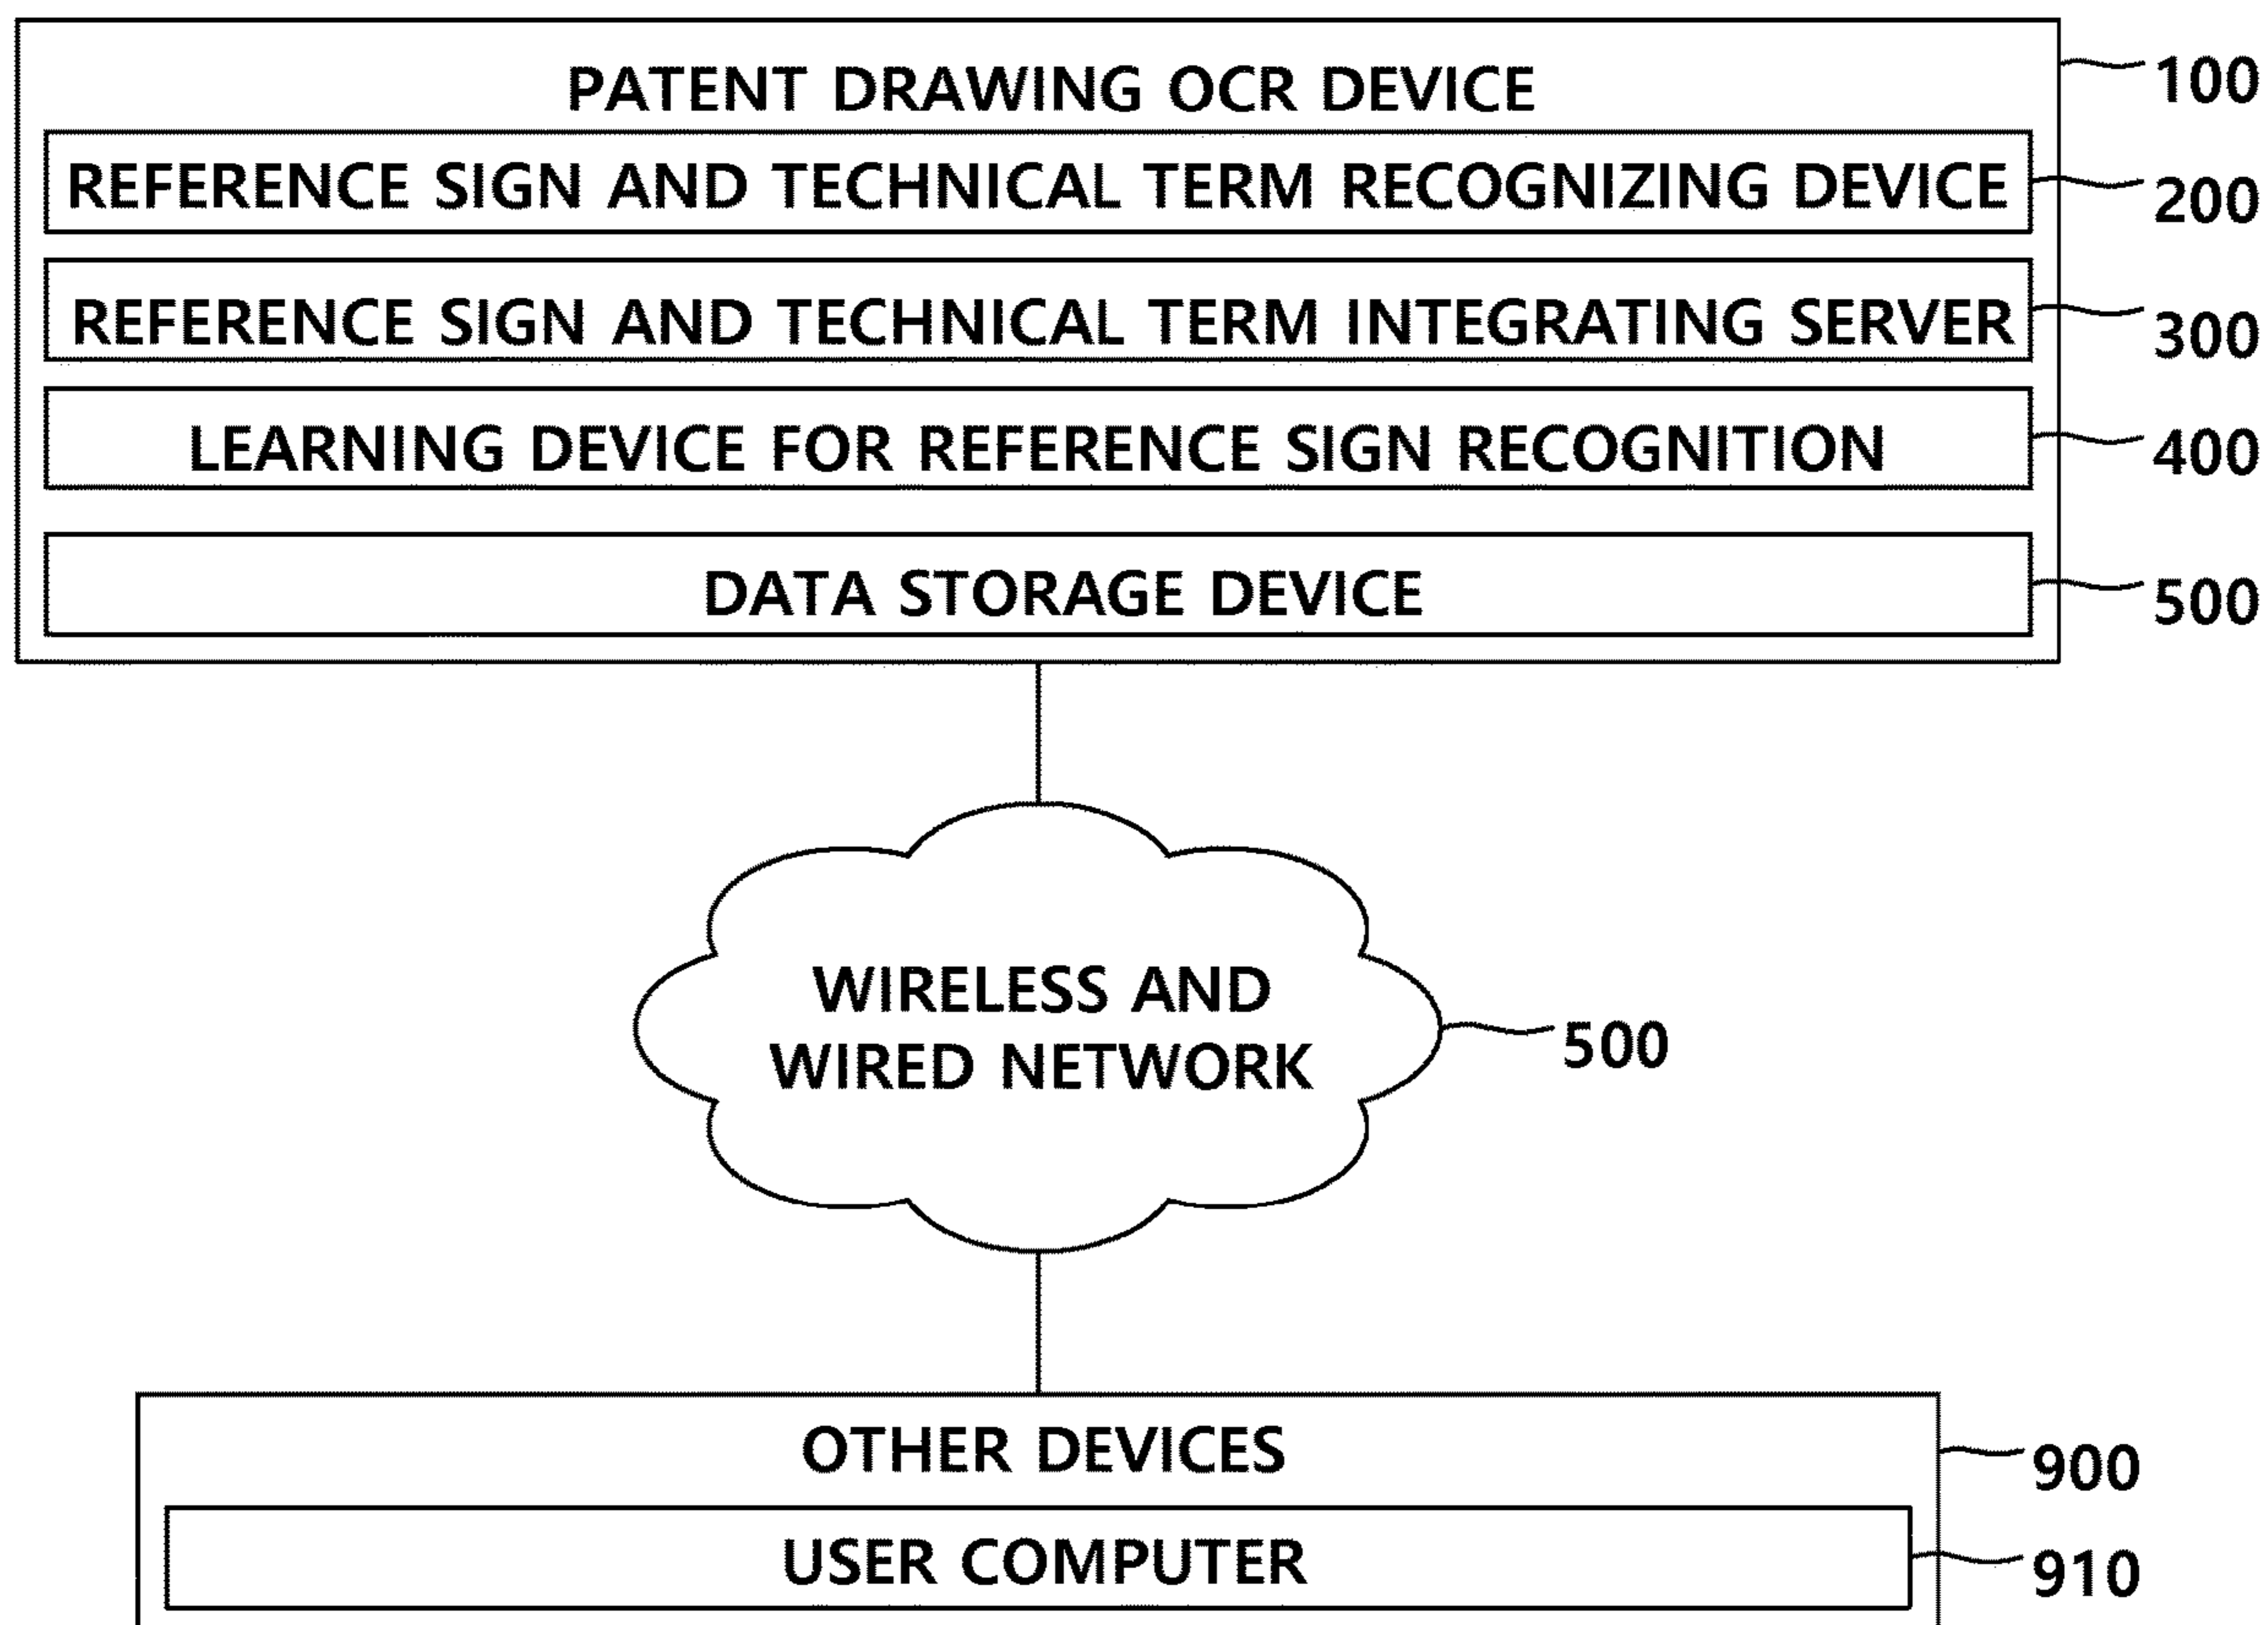 PATENT DRAWING OCR DEVICE 100
REFERENCE SIGN AND TECHNICAL TERM RECOGNIZING DEVICE 200
REFERENCE SIGN AND TECHNICAL TERM INTEGRATING SERVER 300
LEARNING DEVICE FOR REFERENCE SIGN RECOGNITION 400
DATA STORAGE DEVICE 500
WIRELESS AND
WIRED NETWORK 500
OTHER DEVICES 900
USER COMPUTER 910